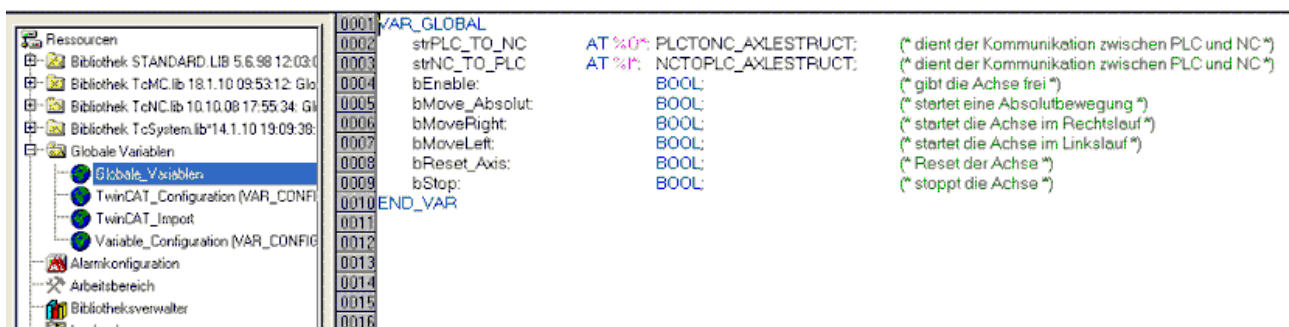 Ressourcen
Bibliothek STANDARD.LIB 5.6.98 12:03:0
Bibliothek TcMC.lib 18.1.10 09:53:12: Glo
Bibliothek TcNC.lib 10.10.08 17:55:34: Gl
Bibliothek TcSystem.lib*14.1.10 19:09:38:
Globale Variablen
Globale_Variablen
TwinCAT_Configuration (VAR_CONFI
TwinCAT_Import
Variable_Configuration (VAR_CONFIG
Alarmkonfiguration
Arbeitsbereich
Bibliotheksverwalter
0001 VAR_GLOBAL
0002 strPLC_TO_NC AT %Q*: PLCTONC_AXLESTRUCT; (* dient der Kommunikation zwischen PLC und NC*)
0003 strNC_TO_PLC AT %I*: NCTOPLC_AXLESTRUCT; (* dient der Kommunikation zwischen PLC und NC*)
0004 bEnable: BOOL; (* gibt die Achse frei *)
0005 bMove_Absolut: BOOL; (* startet eine Absolutbewegung *)
0006 bMoveRight: BOOL; (* startet die Achse im Rechtslauf *)
0007 bMoveLeft: BOOL; (* startet die Achse im Linkslauf *)
0008 bReset_Axis: BOOL; (* Reset der Achse *)
0009 bStop: BOOL; (* stoppt die Achse *)
0010 END_VAR
0011
0012
0013
0014
0015
0016